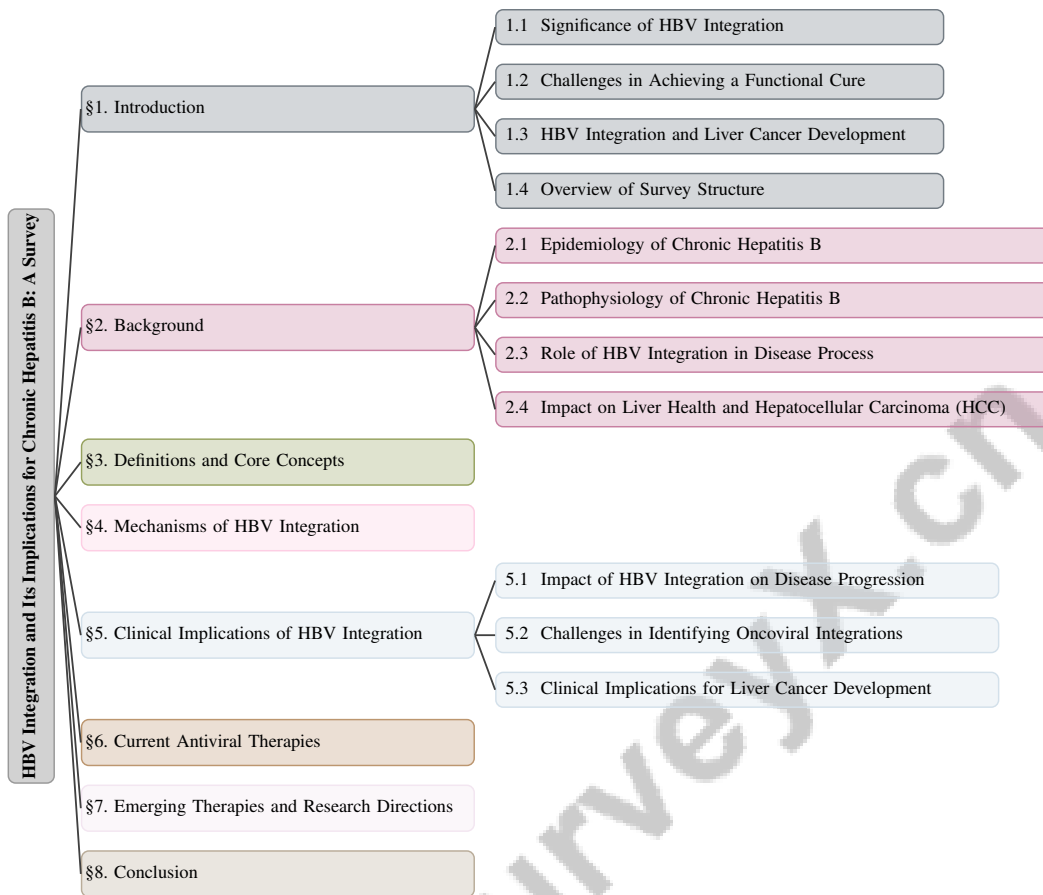 HBV Integration and Its Implications for Chronic Hepatitis B: A Survey
§1. Introduction
1.1 Significance of HBV Integration
1.2 Challenges in Achieving a Functional Cure
1.3 HBV Integration and Liver Cancer Development
1.4 Overview of Survey Structure
§2. Background
2.1 Epidemiology of Chronic Hepatitis B
2.2 Pathophysiology of Chronic Hepatitis B
2.3 Role of HBV Integration in Disease Process
2.4 Impact on Liver Health and Hepatocellular Carcinoma (HCC)
§3. Definitions and Core Concepts
§4. Mechanisms of HBV Integration
§5. Clinical Implications of HBV Integration
5.1 Impact of HBV Integration on Disease Progression
5.2 Challenges in Identifying Oncoviral Integrations
5.3 Clinical Implications for Liver Cancer Development
§6. Current Antiviral Therapies
§7. Emerging Therapies and Research Directions
§8. Conclusion
urveyx.cn